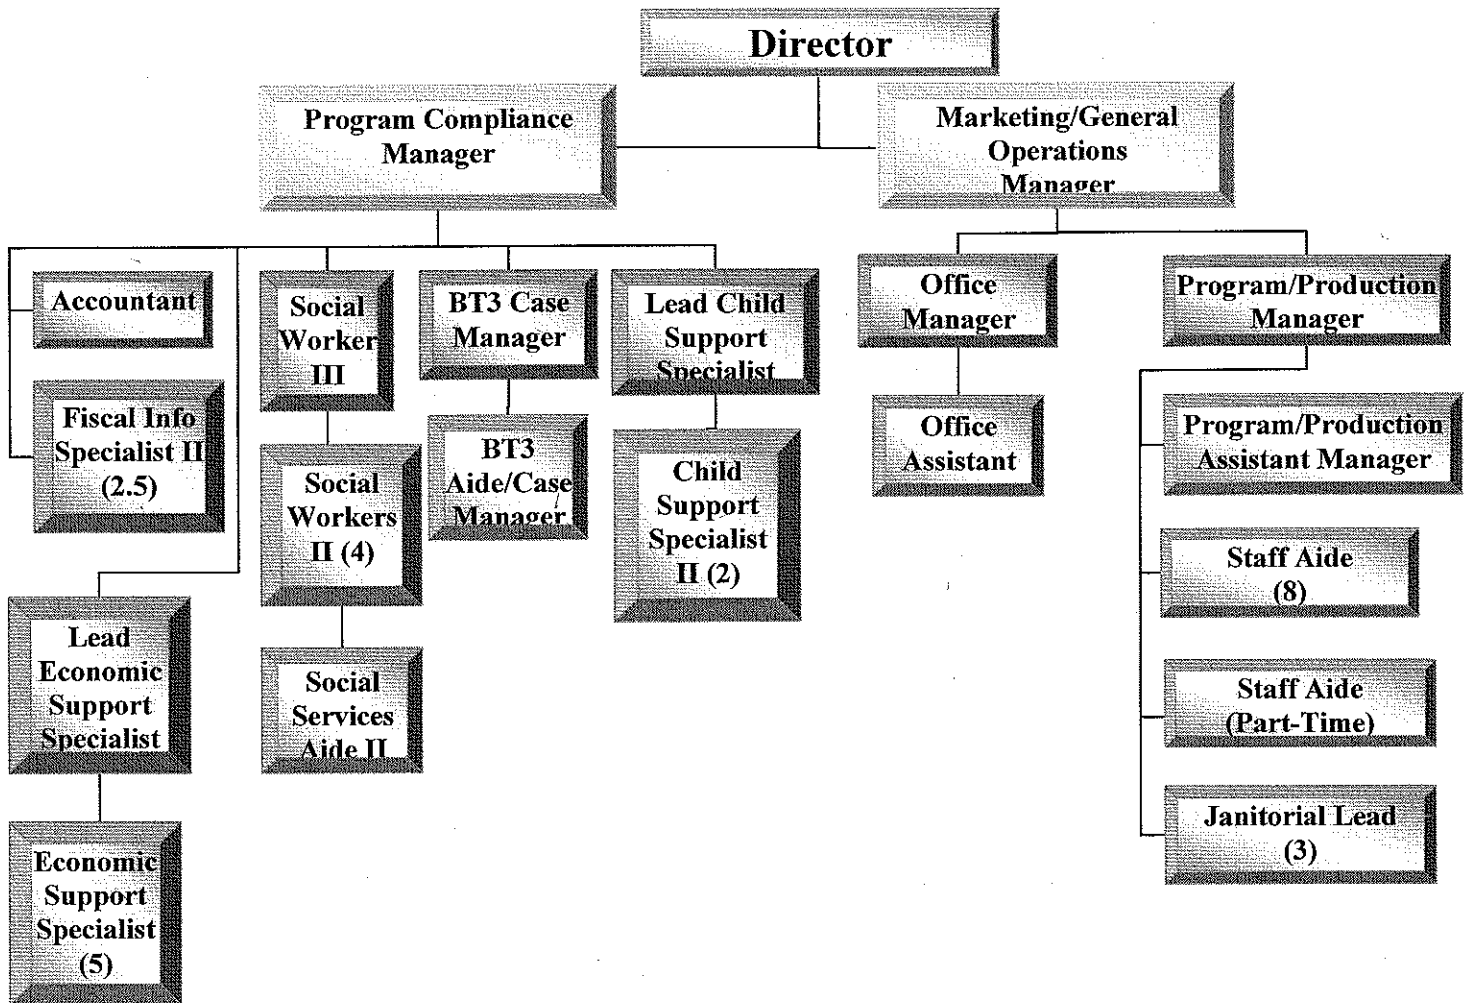 Director
Program Compliance
Manager
Marketing/General
Operations
Manager
Accountant
Fiscal Info
Specialist II
(2.5)
Social
Worker
III
BT3 Case
Manager
Lead Child
Support
Specialist
Office
Manager
Program/Production
Manager
Social
Workers
II (4)
BT3
Aide/Case
Manager
Child
Support
Specialist
II (2)
Office
Assistant
Program/Production
Assistant Manager
Staff Aide
(8)
Lead
Economic
Support
Specialist
Social
Services
Aide II
Staff Aide
(Part-Time)
Janitorial Lead
(3)
Economic
Support
Specialist
(5)